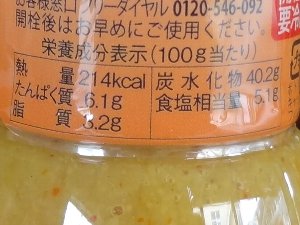 お客様窓口 フリーダイヤル 0120-546-092
開栓後はお早めにご使用ください。
栄養成分表示(100g当たり)
熱量 214kcal 炭水化物 40.2g
たんぱく質 6.1g 食塩相当量 5.1g
脂質 3.2g
開
要冷